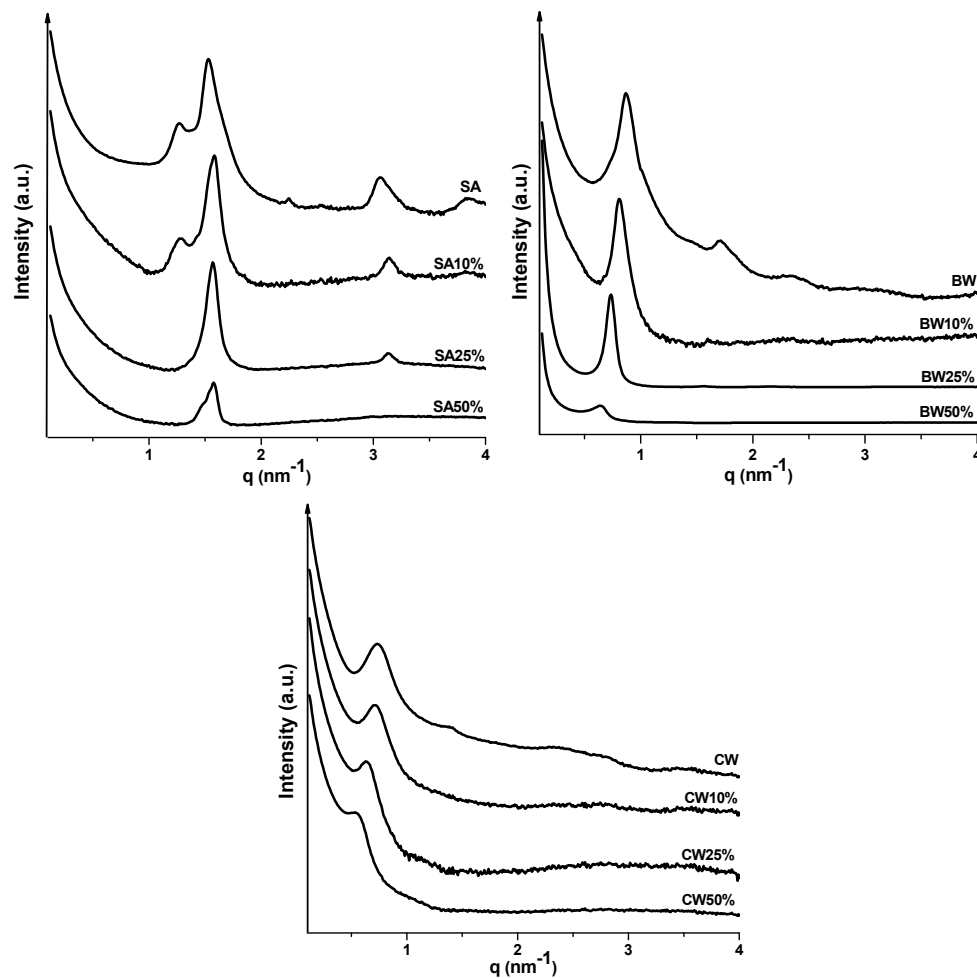 Intensity (a.u.)
SA
SA10%
SA25%
SA50%
1 2 3 4
q (nm-1)
Intensity (a.u.)
BW
BW10%
BW25%
BW50%
1 2 3 4
q (nm-1)
Intensity (a.u.)
CW
CW10%
CW25%
CW50%
1 2 3 4
q (nm-1)